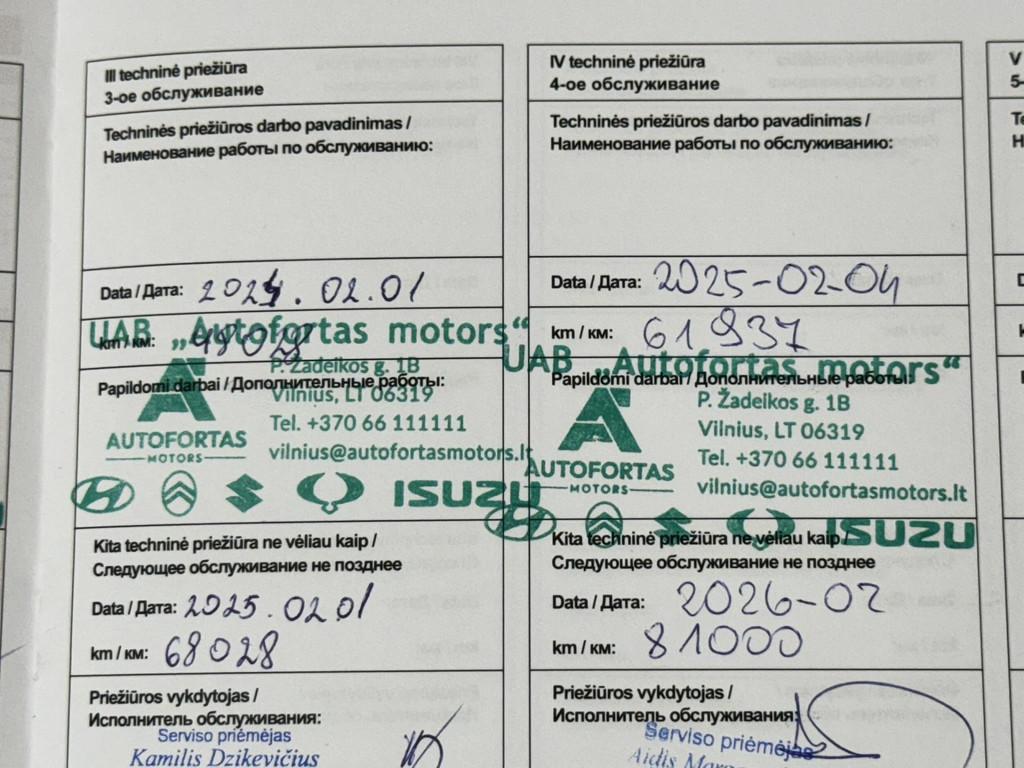 III techninė priežiūra
3-oe обслуживание
Techninės priežiūros darbo pavadinimas /
Наименование работы по обслуживанию:
Data / Дата: 2024.02.01
UAB „Autofortas motors“
km / км: 48028
P. Žadeikos g. 1B
Papildomi darbai / Дополнительные работы:
Vilnius, LT 06319
Tel. +370 66 111111
AUTOFORTAS
MOTORS
vilnius@autofortasmotors.lt
ISUZU
Kita techninė priežiūra ne vėliau kaip /
Следующее обслуживание не позднее
Data / Дата: 2025.02.01
km / км: 68028
Priežiūros vykdytojas /
Исполнитель обслуживания:
Serviso priėmėjas
Kamilis Dzikevičius
IV techninė priežiūra
4-ое обслуживание
Techninės priežiūros darbo pavadinimas /
Наименование работы по обслуживанию:
Data / Дата: 2025-02-04
km / км: 61937
UAB „Autofortas motors“
Papildomi darbai / Дополнительные работы:
P. Žadeikos g. 1B
Vilnius, LT 06319
Tel. +370 66 111111
AUTOFORTAS
MOTORS
vilnius@autofortasmotors.lt
ISUZU
Kita techninė priežiūra ne vėliau kaip /
Следующее обслуживание не позднее
Data / Дата: 2026-02
km / км: 81000
Priežiūros vykdytojas /
Исполнитель обслуживания:
Serviso priėmėjas
Aidis
V
5-